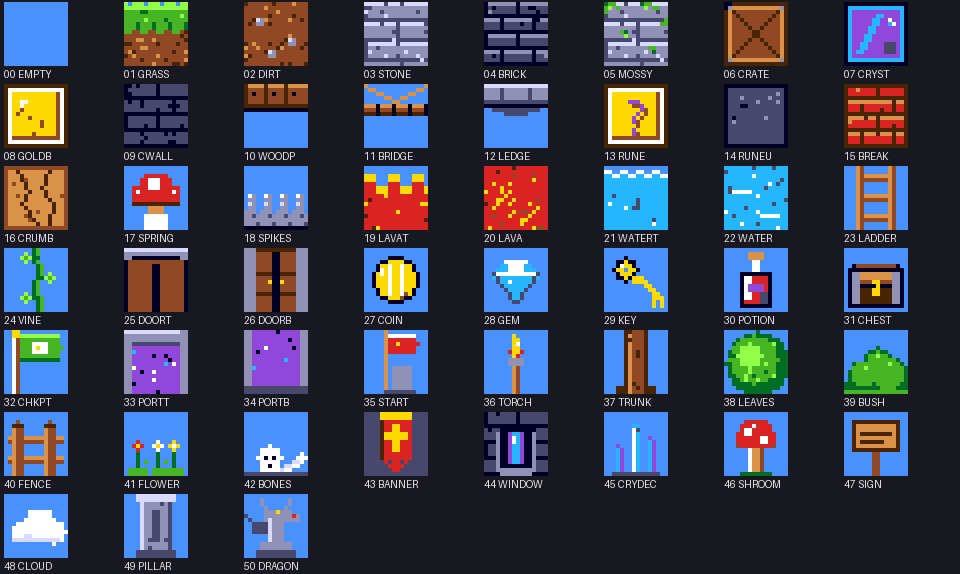 00 EMPTY 01 GRASS 02 DIRT 03 STONE 04 BRICK 05 MOSSY 06 CRATE 07 CRYST
08 GOLDB 09 CWALL 10 WOODP 11 BRIDGE 12 LEDGE 13 RUNE 14 RUNEU 15 BREAK
16 CRUMB 17 SPRING 18 SPIKES 19 LAVAT 20 LAVA 21 WATERT 22 WATER 23 LADDER
24 VINE 25 DOORT 26 DOORB 27 COIN 28 GEM 29 KEY 30 POTION 31 CHEST
32 CHKPT 33 PORTT 34 PORTB 35 START 36 TORCH 37 TRUNK 38 LEAVES 39 BUSH
40 FENCE 41 FLOWER 42 BONES 43 BANNER 44 WINDOW 45 CRYDEC 46 SHROOM 47 SIGN
48 CLOUD 49 PILLAR 50 DRAGON